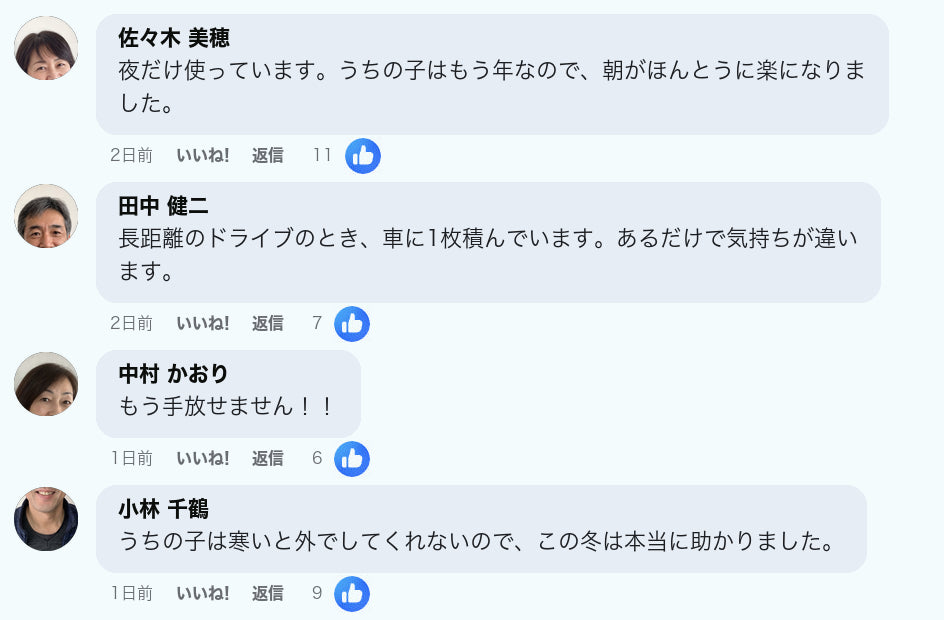 佐々木 美穂
夜だけ使っています。うちの子はもう年なので、朝がほんとうに楽になりま
した。
2日前 いいね! 返信 11
田中 健二
長距離のドライブのとき、車に1枚積んでいます。あるだけで気持ちが違い
ます。
2日前 いいね! 返信 7
中村 かおり
もう手放せません！！
1日前 いいね! 返信 6
小林 千鶴
うちの子は寒いと外でしてくれないので、この冬は本当に助かりました。
1日前 いいね! 返信 9